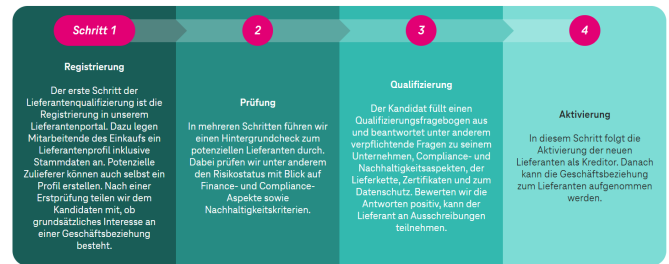 Schritt 1
Registrierung
Der erste Schritt der
Lieferantenqualifizierung ist die
Registrierung in unserem
Lieferantenportal. Dazu legen
Mitarbeitende des Einkaufs ein
Lieferantenprofil inklusive
Stammdaten an. Potenzielle
Zulieferer können auch selbst ein
Profil erstellen. Nach einer
Erstprüfung teilen wir dem
Kandidaten mit, ob
grundsätzliches Interesse an
einer Geschäftsbeziehung
besteht.
2
Prüfung
In mehreren Schritten führen wir
einen Hintergrundcheck zum
potenziellen Lieferanten durch.
Dabei prüfen wir unter anderem
den Risikostatus mit Blick auf
Finance- und Compliance-
Aspekte sowie
Nachhaltigkeitskriterien.
3
Qualifizierung
Der Kandidat füllt einen
Qualifizierungsfragebogen aus
und beantwortet unter anderem
verpflichtende Fragen zu seinem
Unternehmen, Compliance- und
Nachhaltigkeitsaspekten, der
Lieferkette, Zertifikaten und zum
Datenschutz. Bewerten wir die
Antworten positiv, kann der
Lieferant an Ausschreibungen
teilnehmen.
4
Aktivierung
In diesem Schritt folgt die
Aktivierung der neuen
Lieferanten als Kreditor. Danach
kann die Geschäftsbeziehung
zum Lieferanten aufgenommen
werden.